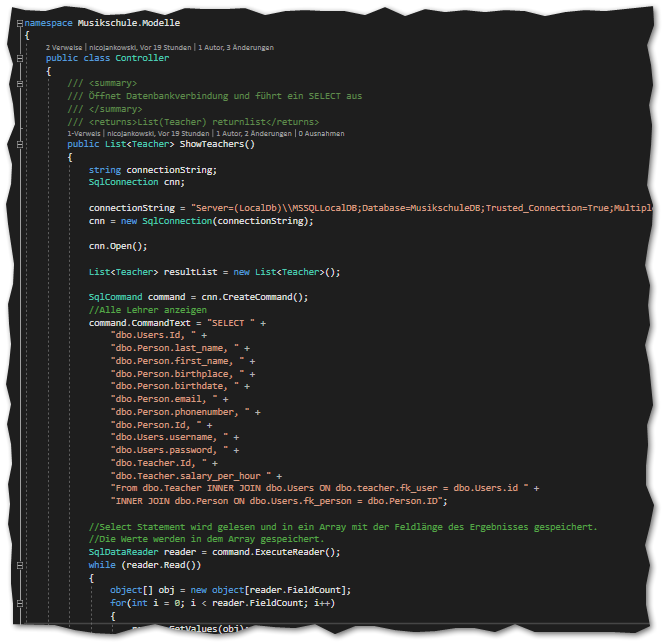 namespace Musikschule.Modelle
{
2 Verweise | nicojankowski, Vor 19 Stunden | 1 Autor, 3 Änderungen
public class Controller
{
/// <summary>
/// Öffnet Datenbankverbindung und führt ein SELECT aus
/// </summary>
/// <returns>List(Teacher) returnlist</returns>
1-Verweis | nicojankowski, Vor 19 Stunden | 1 Autor, 2 Änderungen | 0 Ausnahmen
public List<Teacher> ShowTeachers()
{
string connectionString;
SqlConnection cnn;
connectionString = "Server=(LocalDb)\\MSSQLLocalDB;Database=MusikschuleDB;Trusted_Connection=True;Multiple
cnn = new SqlConnection(connectionString);
cnn.Open();
List<Teacher> resultList = new List<Teacher>();
SqlCommand command = cnn.CreateCommand();
//Alle Lehrer anzeigen
command.CommandText = "SELECT " +
"dbo.Users.Id, " +
"dbo.Person.last_name, " +
"dbo.Person.first_name, " +
"dbo.Person.birthplace, " +
"dbo.Person.birthdate, " +
"dbo.Person.email, " +
"dbo.Person.phonenumber, " +
"dbo.Person.Id, " +
"dbo.Users.username, " +
"dbo.Users.password, " +
"dbo.Teacher.Id, " +
"dbo.Teacher.salary_per_hour " +
"From dbo.Teacher INNER JOIN dbo.Users ON dbo.teacher.fk_user = dbo.Users.id " +
"INNER JOIN dbo.Person ON dbo.Users.fk_person = dbo.Person.ID";
//Select Statement wird gelesen und in ein Array mit der Feldlänge des Ergebnisses gespeichert.
//Die Werte werden in dem Array gespeichert.
SqlDataReader reader = command.ExecuteReader();
while (reader.Read())
{
object[] obj = new object[reader.FieldCount];
for(int i = 0; i < reader.FieldCount; i++)
{
GetValues(obj);